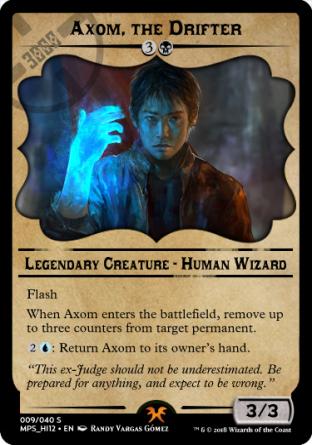 Axom, the Drifter
3
Legendary Creature - Human Wizard
Flash
When Axom enters the battlefield, remove up
to three counters from target permanent.
2 : Return Axom to its owner's hand.
"This ex-Judge should not be underestimated. Be
prepared for anything, and expect to be wrong."
009/040 S
MPS_HI12 • EN Randy Vargas Gómez
™ & © 2018 Wizards of the Coast
3/3